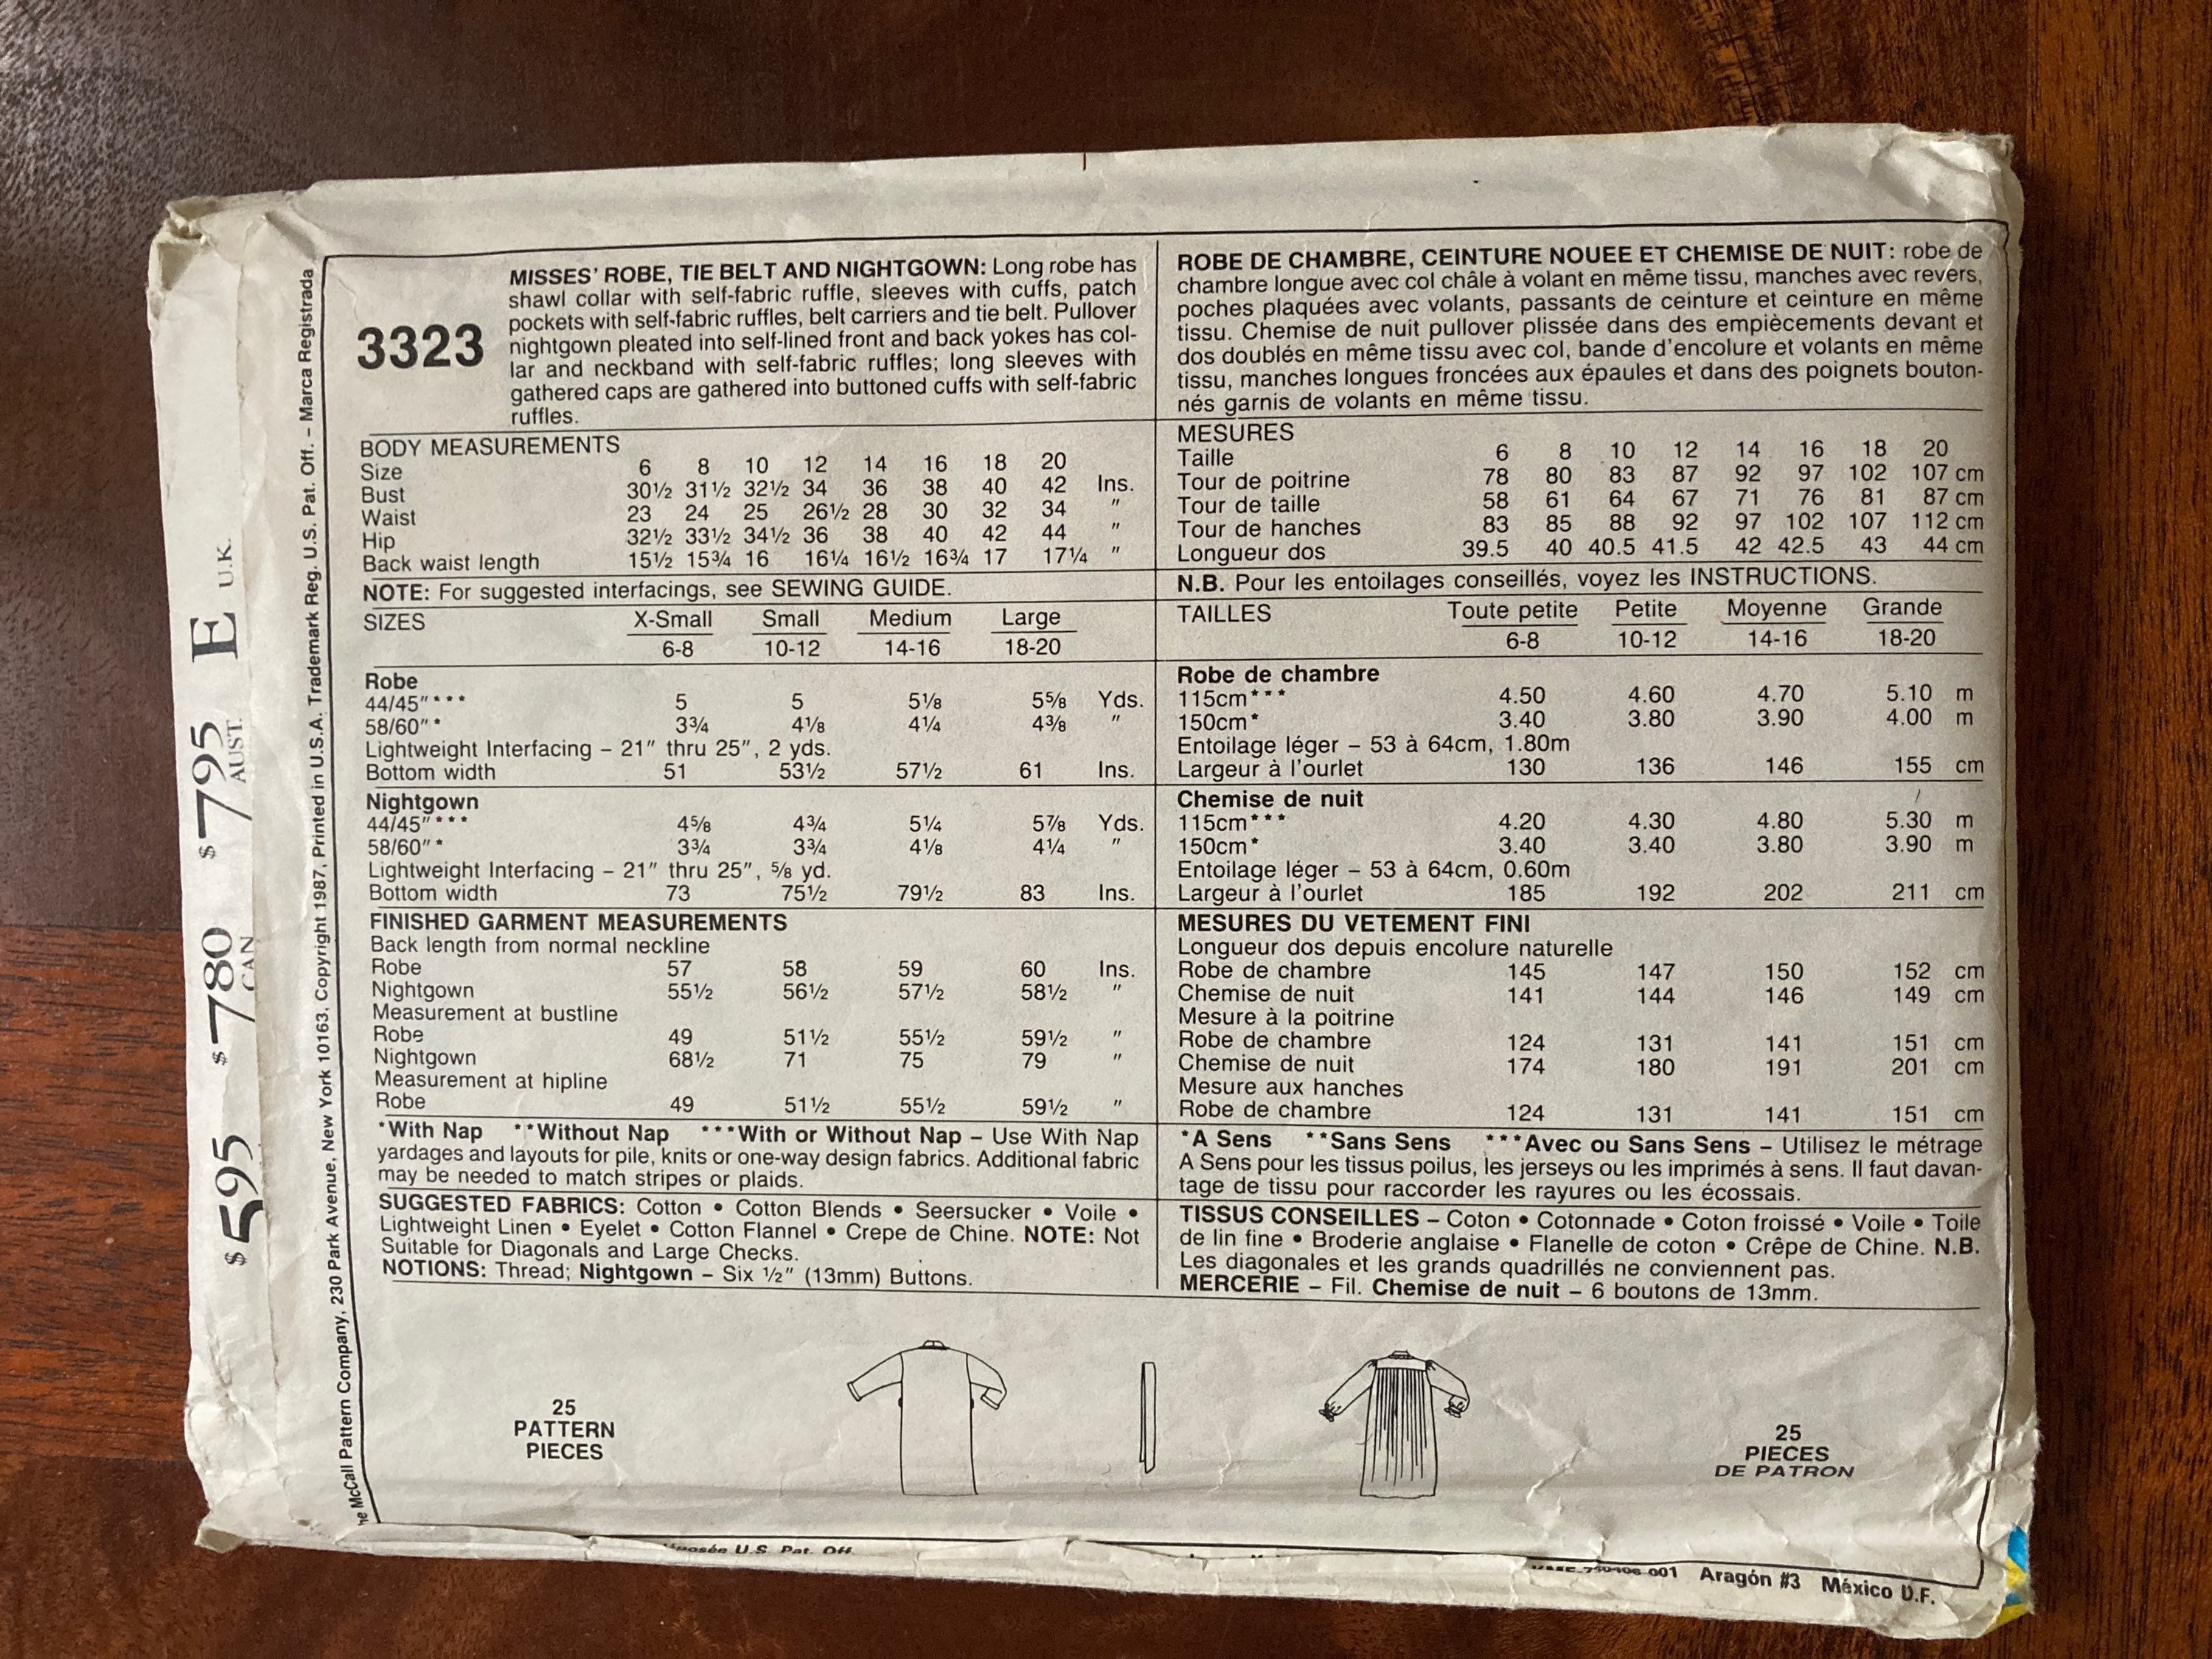 MISSES' ROBE, TIE BELT AND NIGHTGOWN: Long robe has
shawl collar with self-fabric ruffle, sleeves with cuffs, patch
pockets with self-fabric ruffles, belt carriers and tie belt. Pullover
nightgown pleated into self-lined front and back yokes has col-
lar and neckband with self-fabric ruffles; long sleeves with
gathered caps are gathered into buttoned cuffs with self-fabric
ruffles.
3323
BODY MEASUREMENTS
Size 6 8 10 12 14 16 18 20
Bust 30½ 31½ 32½ 34 36 38 40 42 Ins.
Waist 23 24 25 26½ 28 30 32 34 "
Hip 32½ 33½ 34½ 36 38 40 42 44 "
Back waist length 15½ 15¾ 16 16¼ 16½ 16¾ 17 17¼ "
NOTE: For suggested interfacings, see SEWING GUIDE.
SIZES X-Small Small Medium Large
6-8 10-12 14-16 18-20
Robe
44/45"*** 5 5 5⅛ 5⅝ Yds.
58/60"* 3¾ 4⅛ 4¼ 4⅜ "
Lightweight Interfacing – 21" thru 25", 2 yds.
Bottom width 51 53½ 57½ 61 Ins.
Nightgown
44/45"*** 4⅝ 4¾ 5¼ 5⅞ Yds.
58/60"* 3¾ 3¾ 4⅛ 4¼ "
Lightweight Interfacing – 21" thru 25", ⅝ yd.
Bottom width 73 75½ 79½ 83 Ins.
FINISHED GARMENT MEASUREMENTS
Back length from normal neckline
Robe 57 58 59 60 Ins.
Nightgown 55½ 56½ 57½ 58½ "
Measurement at bustline
Robe 49 51½ 55½ 59½ "
Nightgown 68½ 71 75 79 "
Measurement at hipline
Robe 49 51½ 55½ 59½ "
*With Nap **Without Nap ***With or Without Nap – Use With Nap
yardages and layouts for pile, knits or one-way design fabrics. Additional fabric
may be needed to match stripes or plaids.
SUGGESTED FABRICS: Cotton • Cotton Blends • Seersucker • Voile •
Lightweight Linen • Eyelet • Cotton Flannel • Crepe de Chine. NOTE: Not
Suitable for Diagonals and Large Checks.
NOTIONS: Thread; Nightgown – Six ½" (13mm) Buttons.
25
PATTERN
PIECES
ROBE DE CHAMBRE, CEINTURE NOUEE ET CHEMISE DE NUIT: robe de
chambre longue avec col châle à volant en même tissu, manches avec revers,
poches plaquées avec volants, passants de ceinture et ceinture en même
tissu. Chemise de nuit pullover plissée dans des empiècements devant et
dos doublés en même tissu avec col, bande d'encolure et volants en même
tissu, manches longues froncées aux épaules et dans des poignets bouton-
nés garnis de volants en même tissu.
MESURES
Taille 6 8 10 12 14 16 18 20
Tour de poitrine 78 80 83 87 92 97 102 107 cm
Tour de taille 58 61 64 67 71 76 81 87 cm
Tour de hanches 83 85 88 92 97 102 107 112 cm
Longueur dos 39.5 40 40.5 41.5 42 42.5 43 44 cm
N.B. Pour les entoilages conseillés, voyez les INSTRUCTIONS.
TAILLES Toute petite Petite Moyenne Grande
6-8 10-12 14-16 18-20
Robe de chambre
115cm*** 4.50 4.60 4.70 5.10 m
150cm* 3.40 3.80 3.90 4.00 m
Entoilage léger – 53 à 64cm, 1.80m
Largeur à l'ourlet 130 136 146 155 cm
Chemise de nuit
115cm*** 4.20 4.30 4.80 5.30 m
150cm* 3.40 3.40 3.80 3.90 m
Entoilage léger – 53 à 64cm, 0.60m
Largeur à l'ourlet 185 192 202 211 cm
MESURES DU VETEMENT FINI
Longueur dos depuis encolure naturelle
Robe de chambre 145 147 150 152 cm
Chemise de nuit 141 144 146 149 cm
Mesure à la poitrine
Robe de chambre 124 131 141 151 cm
Chemise de nuit 174 180 191 201 cm
Mesure aux hanches
Robe de chambre 124 131 141 151 cm
*A Sens **Sans Sens ***Avec ou Sans Sens – Utilisez le métrage
A Sens pour les tissus poilus, les jerseys ou les imprimés à sens. Il faut davan-
tage de tissu pour raccorder les rayures ou les écossais.
TISSUS CONSEILLES – Coton • Cotonnade • Coton froissé • Voile • Toile
de lin fine • Broderie anglaise • Flanelle de coton • Crêpe de Chine. N.B.
Les diagonales et les grands quadrillés ne conviennent pas.
MERCERIE – Fil. Chemise de nuit – 6 boutons de 13mm.
25
PIECES
DE PATRON
McCall Pattern Company, 230 Park Avenue, New York 10163, Copyright 1987, Printed in U.S.A. Trademark Reg. U.S. Pat. Off. – Marca Registrada
$595 $780 CAN $795 AUST. E U.K.
U.S. Pat. Off.
001 Aragón #3 México D.F.